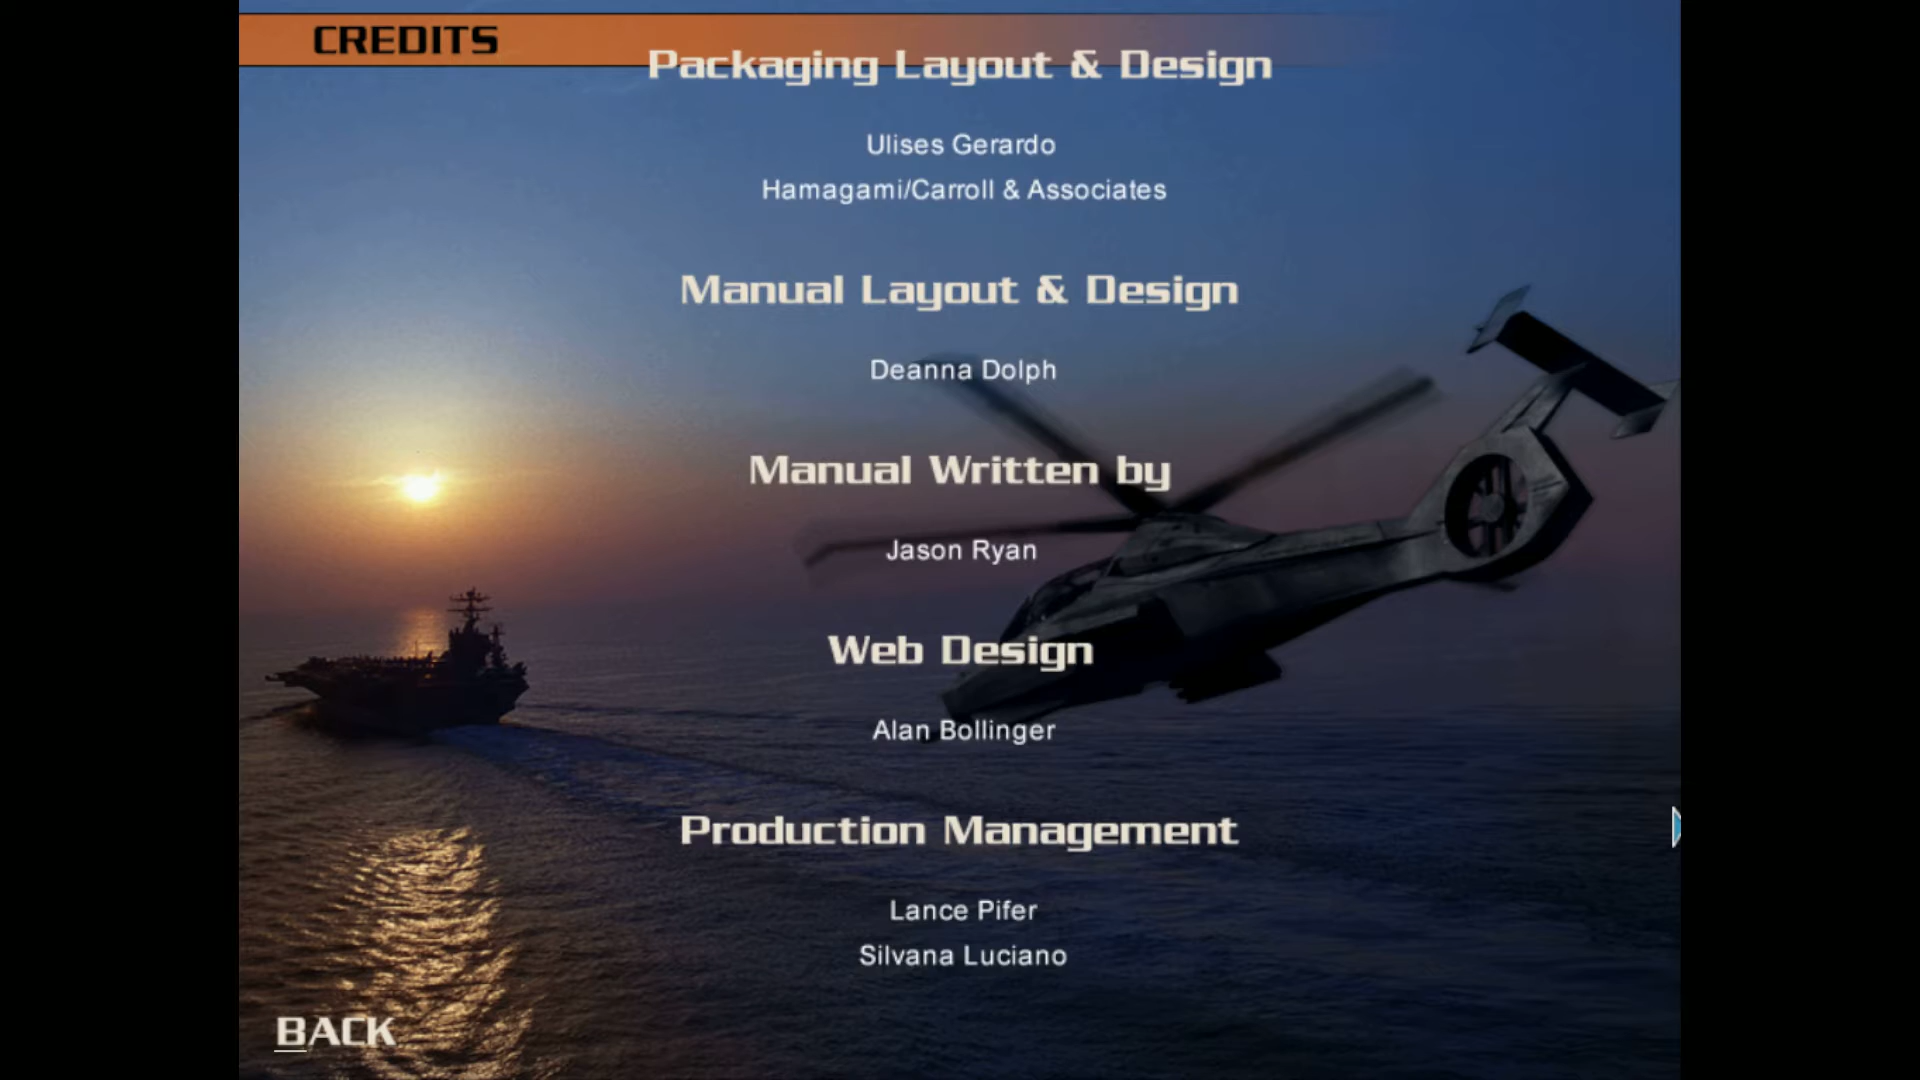 CREDITS
Packaging Layout & Design
Ulises Gerardo
Hamagami/Carroll & Associates
Manual Layout & Design
Deanna Dolph
Manual Written by
Jason Ryan
Web Design
Alan Bollinger
Production Management
Lance Pifer
Silvana Luciano
BACK